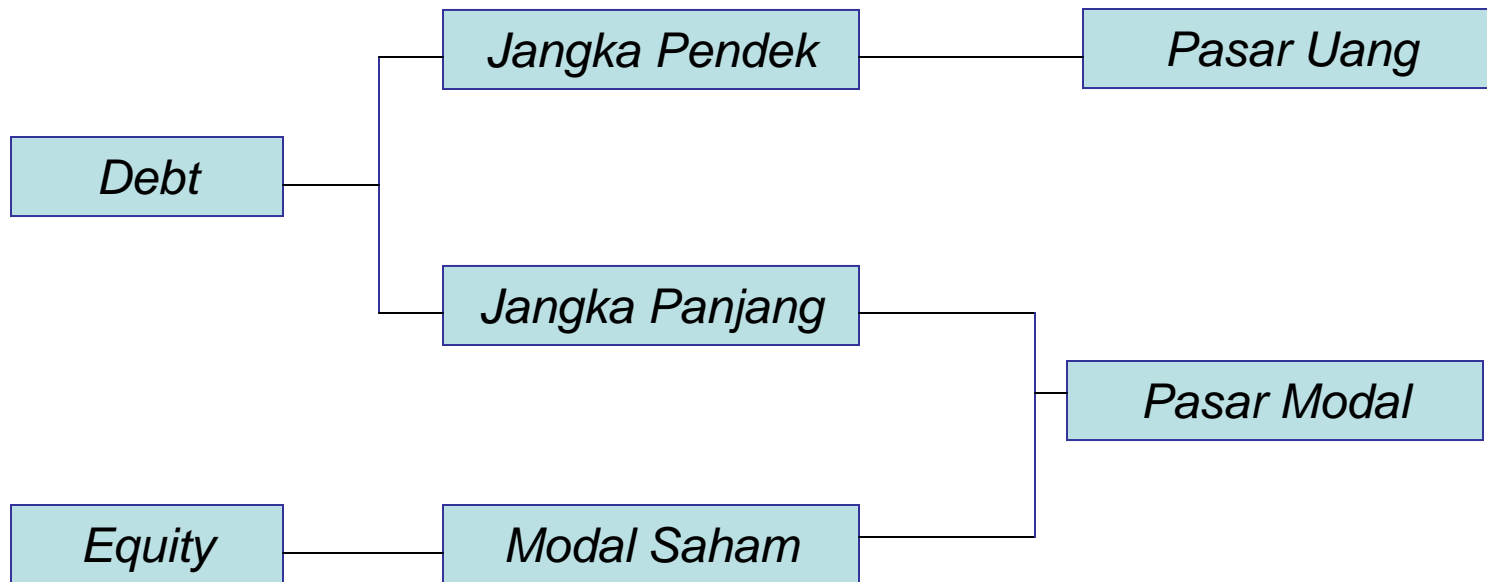 Jangka Pendek
Pasar Uang
Debt
Jangka Panjang
Pasar Modal
Equity
Modal Saham